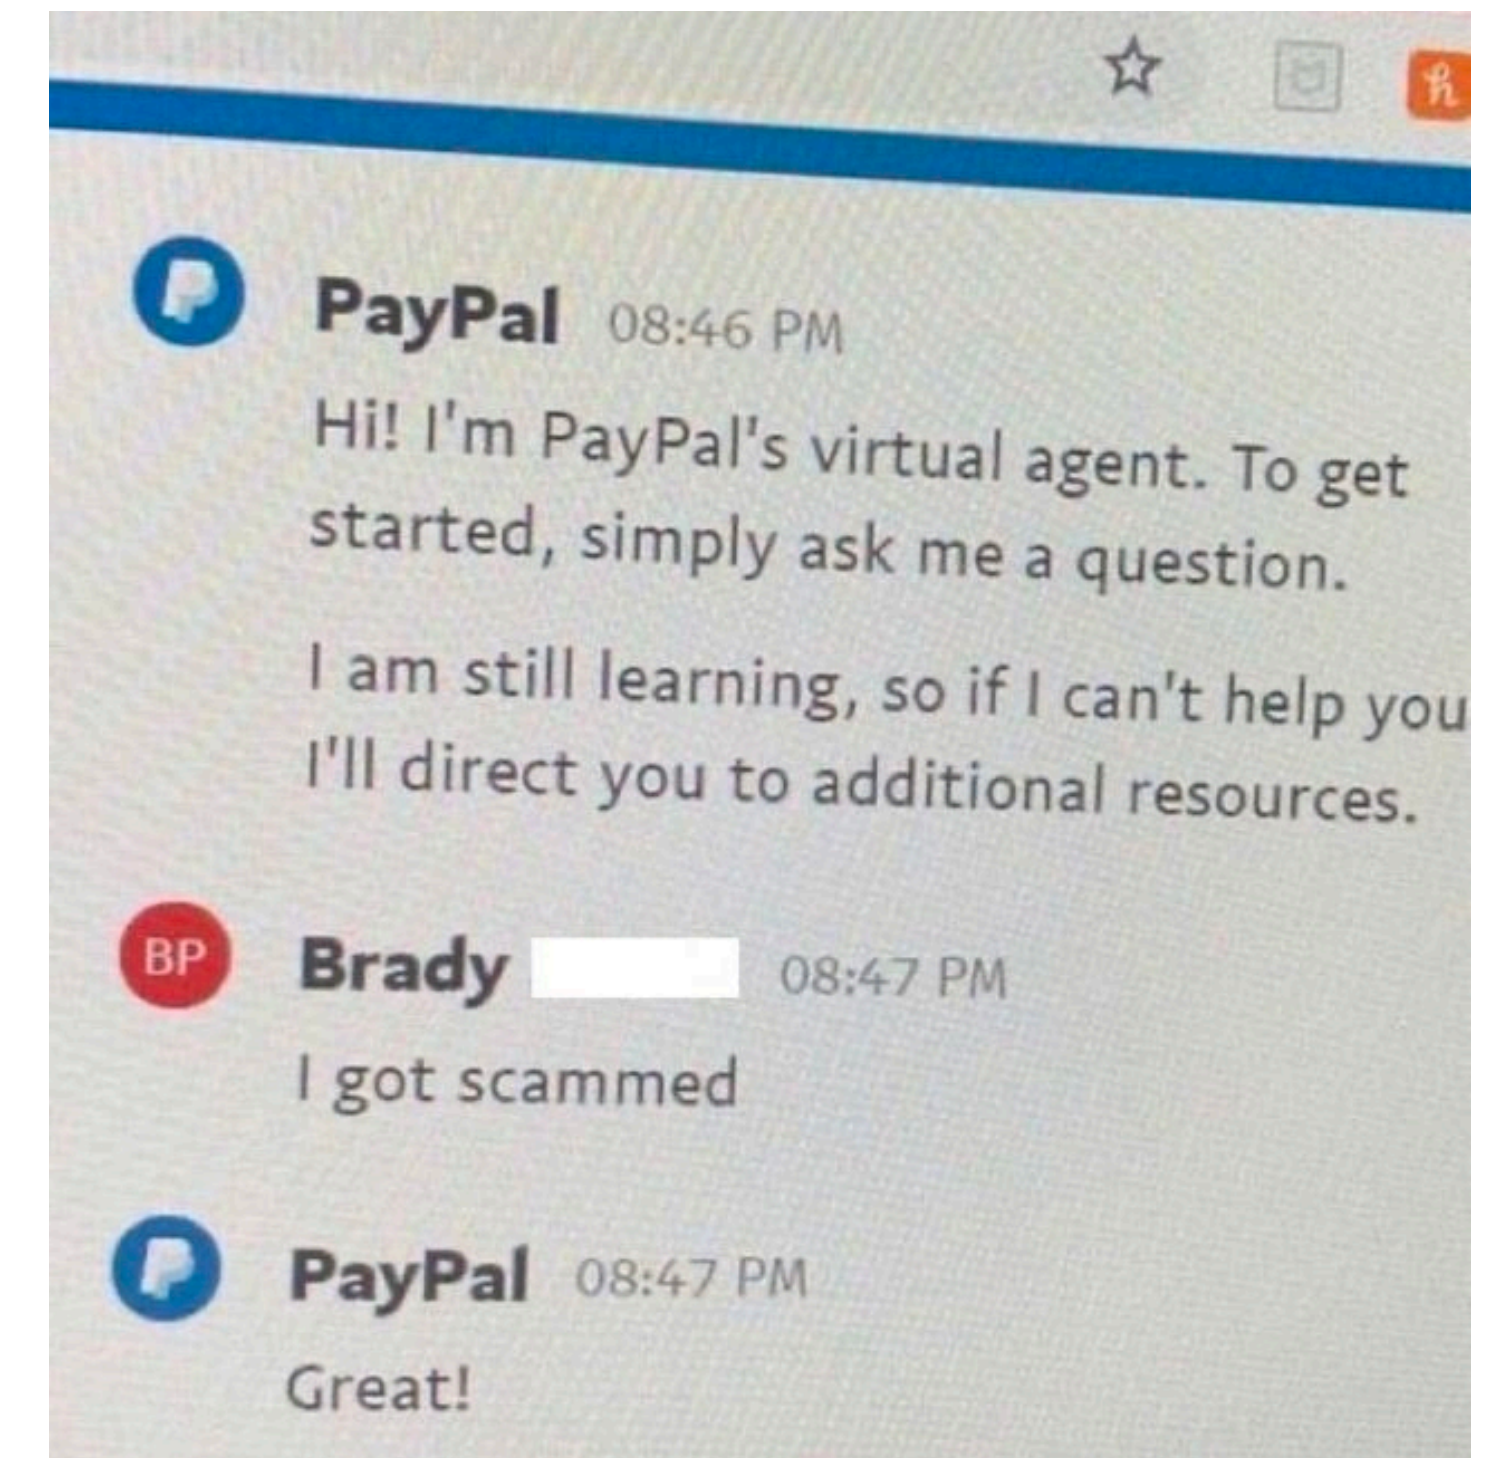 PayPal 08:46 PM
Hi! I'm PayPal's virtual agent. To get
started, simply ask me a question.
I am still learning, so if I can't help you
I'll direct you to additional resources.
BP Brady 08:47 PM
I got scammed
PayPal 08:47 PM
Great!